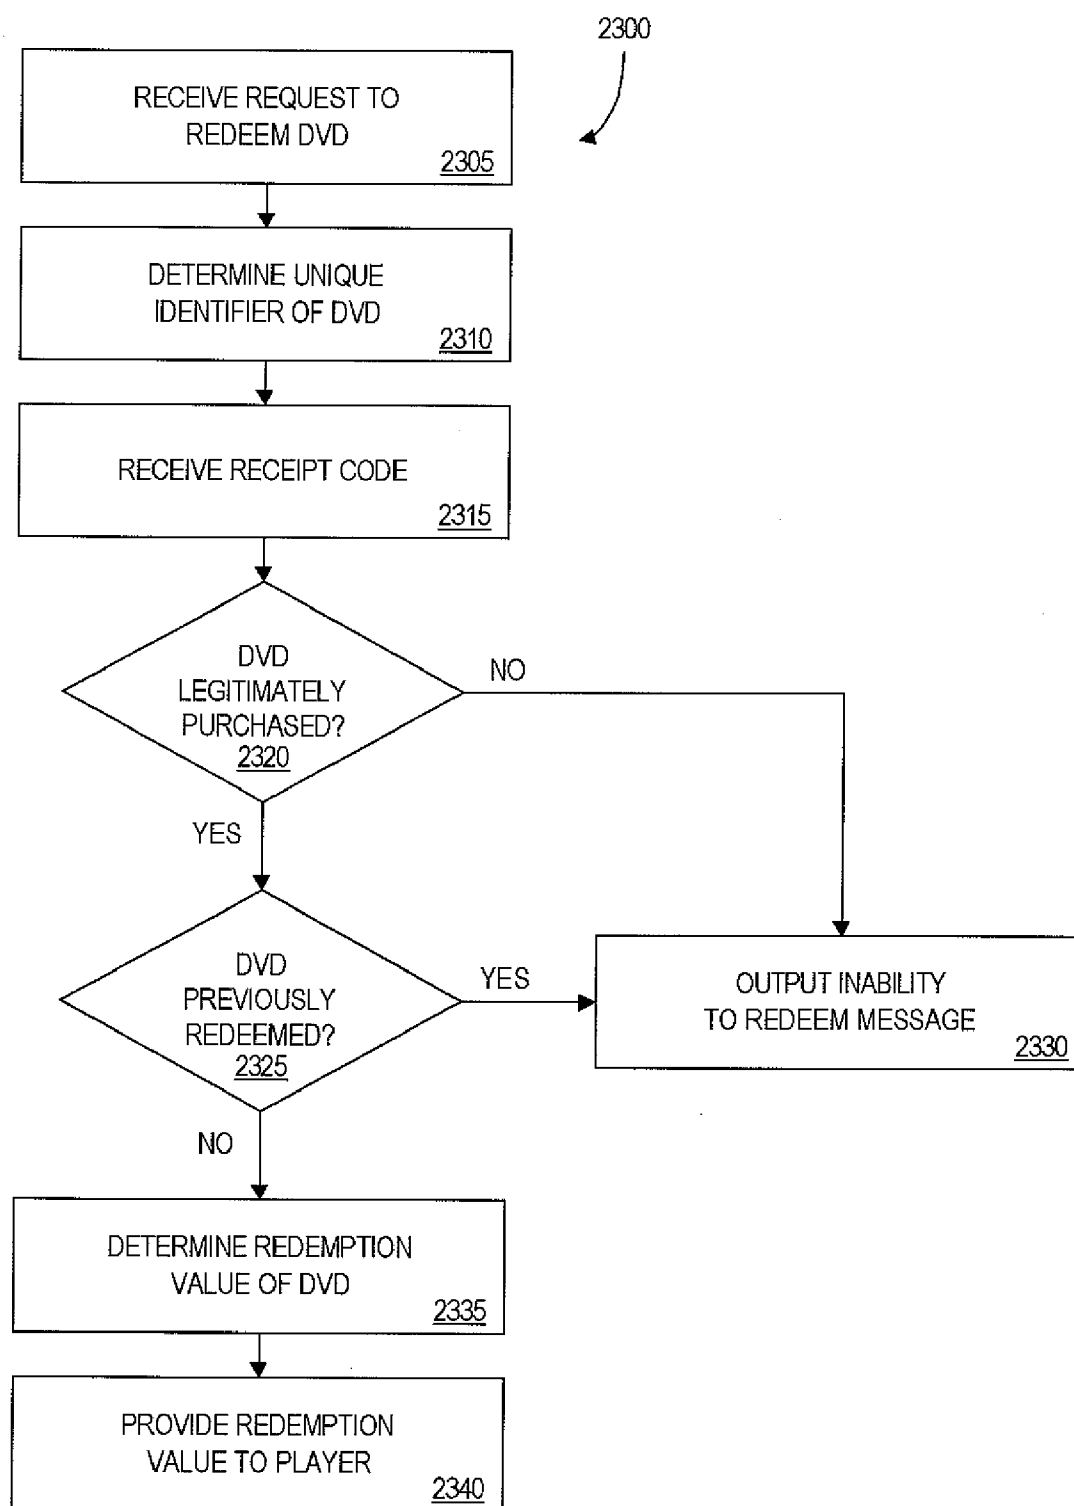 2300
RECEIVE REQUEST TO
REDEEM DVD
2305
DETERMINE UNIQUE
IDENTIFIER OF DVD
2310
RECEIVE RECEIPT CODE
2315
DVD
LEGITIMATELY
PURCHASED?
2320
NO
YES
DVD
PREVIOUSLY
REDEEMED?
2325
YES
OUTPUT INABILITY
TO REDEEM MESSAGE
2330
NO
DETERMINE REDEMPTION
VALUE OF DVD
2335
PROVIDE REDEMPTION
VALUE TO PLAYER
2340